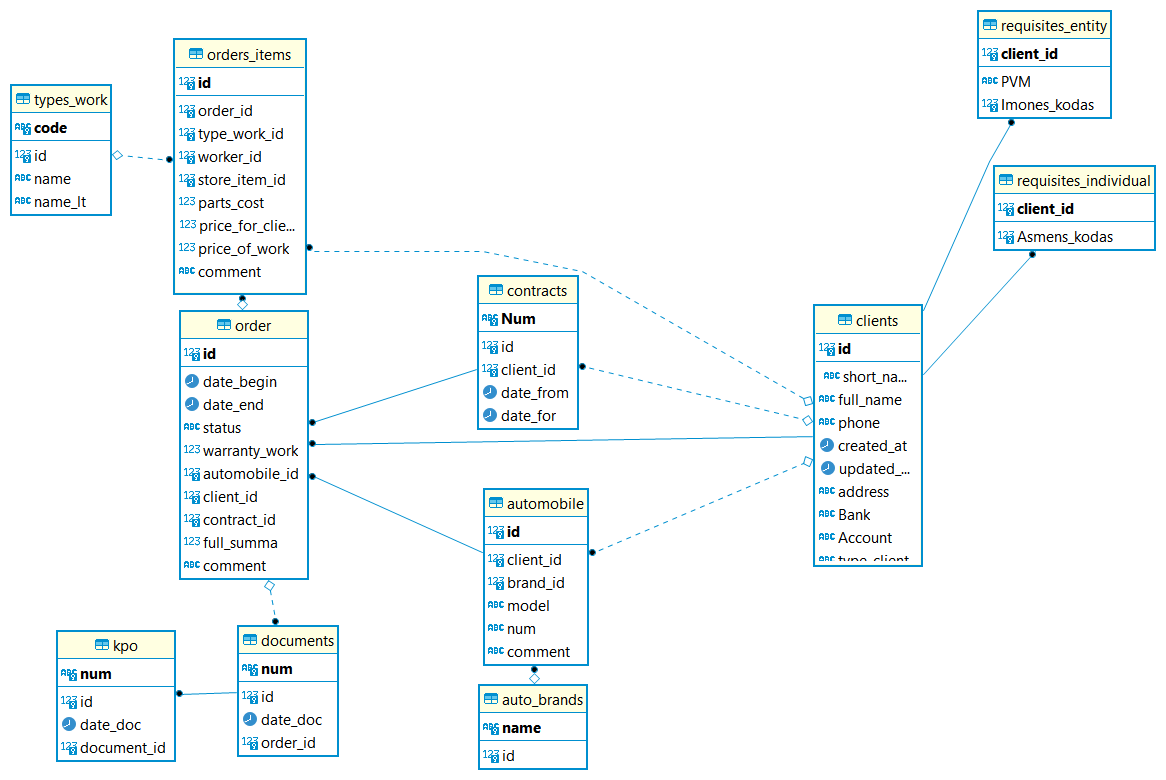 requisites_entity
client_id
PVM
Imones_kodas
orders_items
id
order_id
type_work_id
worker_id
store_item_id
parts_cost
price_for_clie...
price_of_work
comment
types_work
code
id
name
name_lt
requisites_individual
client_id
Asmens_kodas
contracts
Num
id
client_id
date_from
date_for
clients
id
short_na...
full_name
phone
created_at
updated_...
address
Bank
Account
type_client
order
id
date_begin
date_end
status
warranty_work
automobile_id
client_id
contract_id
full_summa
comment
automobile
id
client_id
brand_id
model
num
comment
kpo
num
id
date_doc
document_id
documents
num
id
date_doc
order_id
auto_brands
name
id